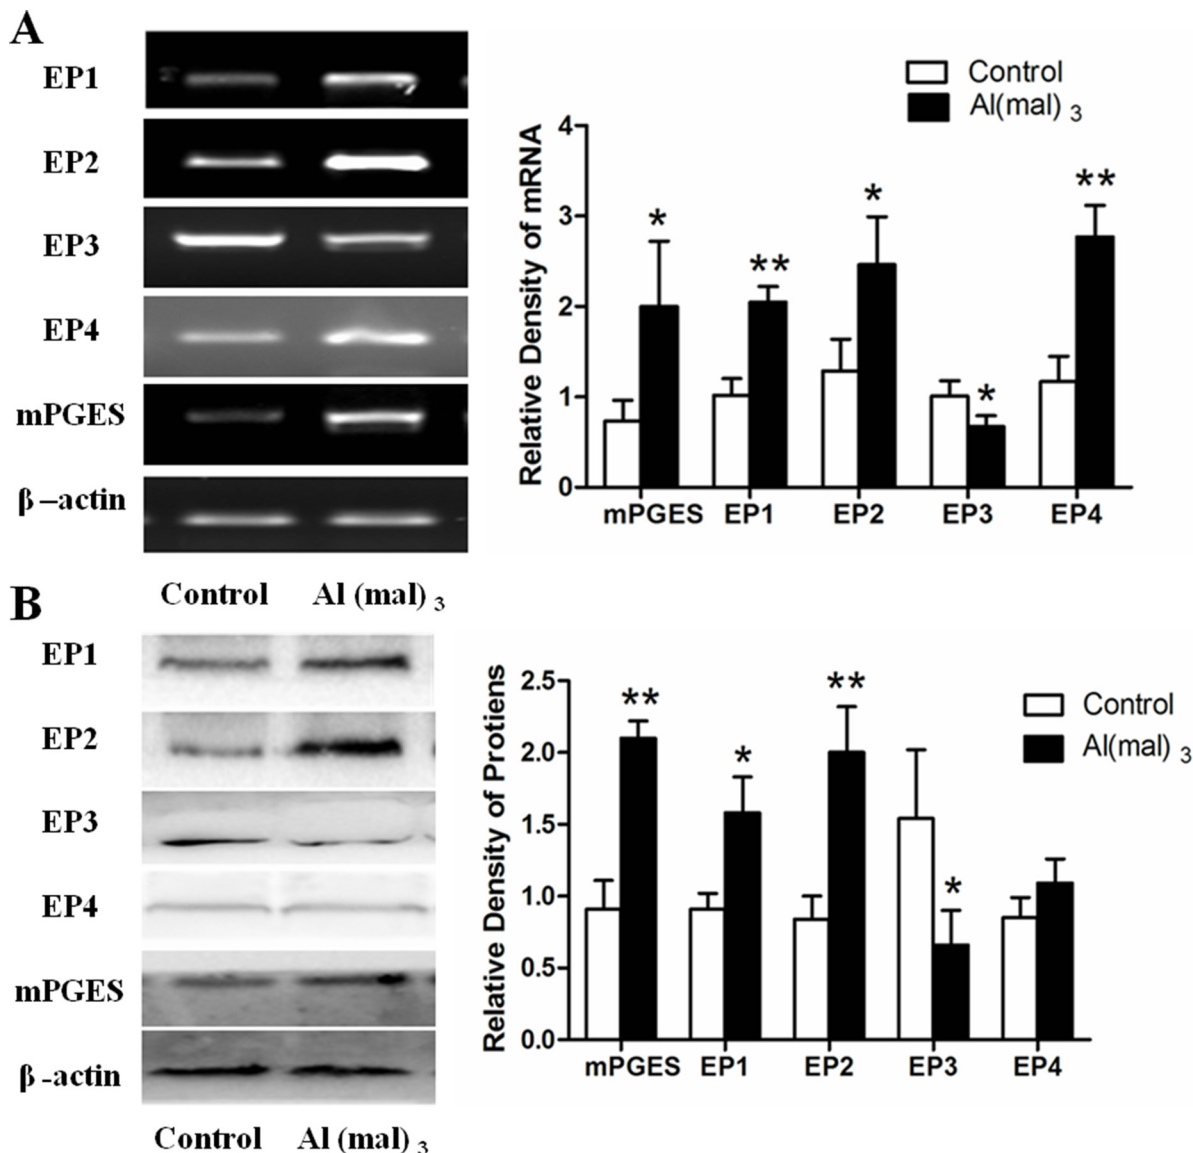 A
EP1
EP2
EP3
EP4
mPGES
β –actin
Control Al (mal) 3
Control
Al(mal) 3
Relative Density of mRNA
4
3
2
1
0
* ** * * **
mPGES EP1 EP2 EP3 EP4
B
EP1
EP2
EP3
EP4
mPGES
β -actin
Control Al (mal) 3
Control
Al(mal) 3
Relative Density of Protiens
2.5
2.0
1.5
1.0
0.5
0.0
** * ** *
mPGES EP1 EP2 EP3 EP4